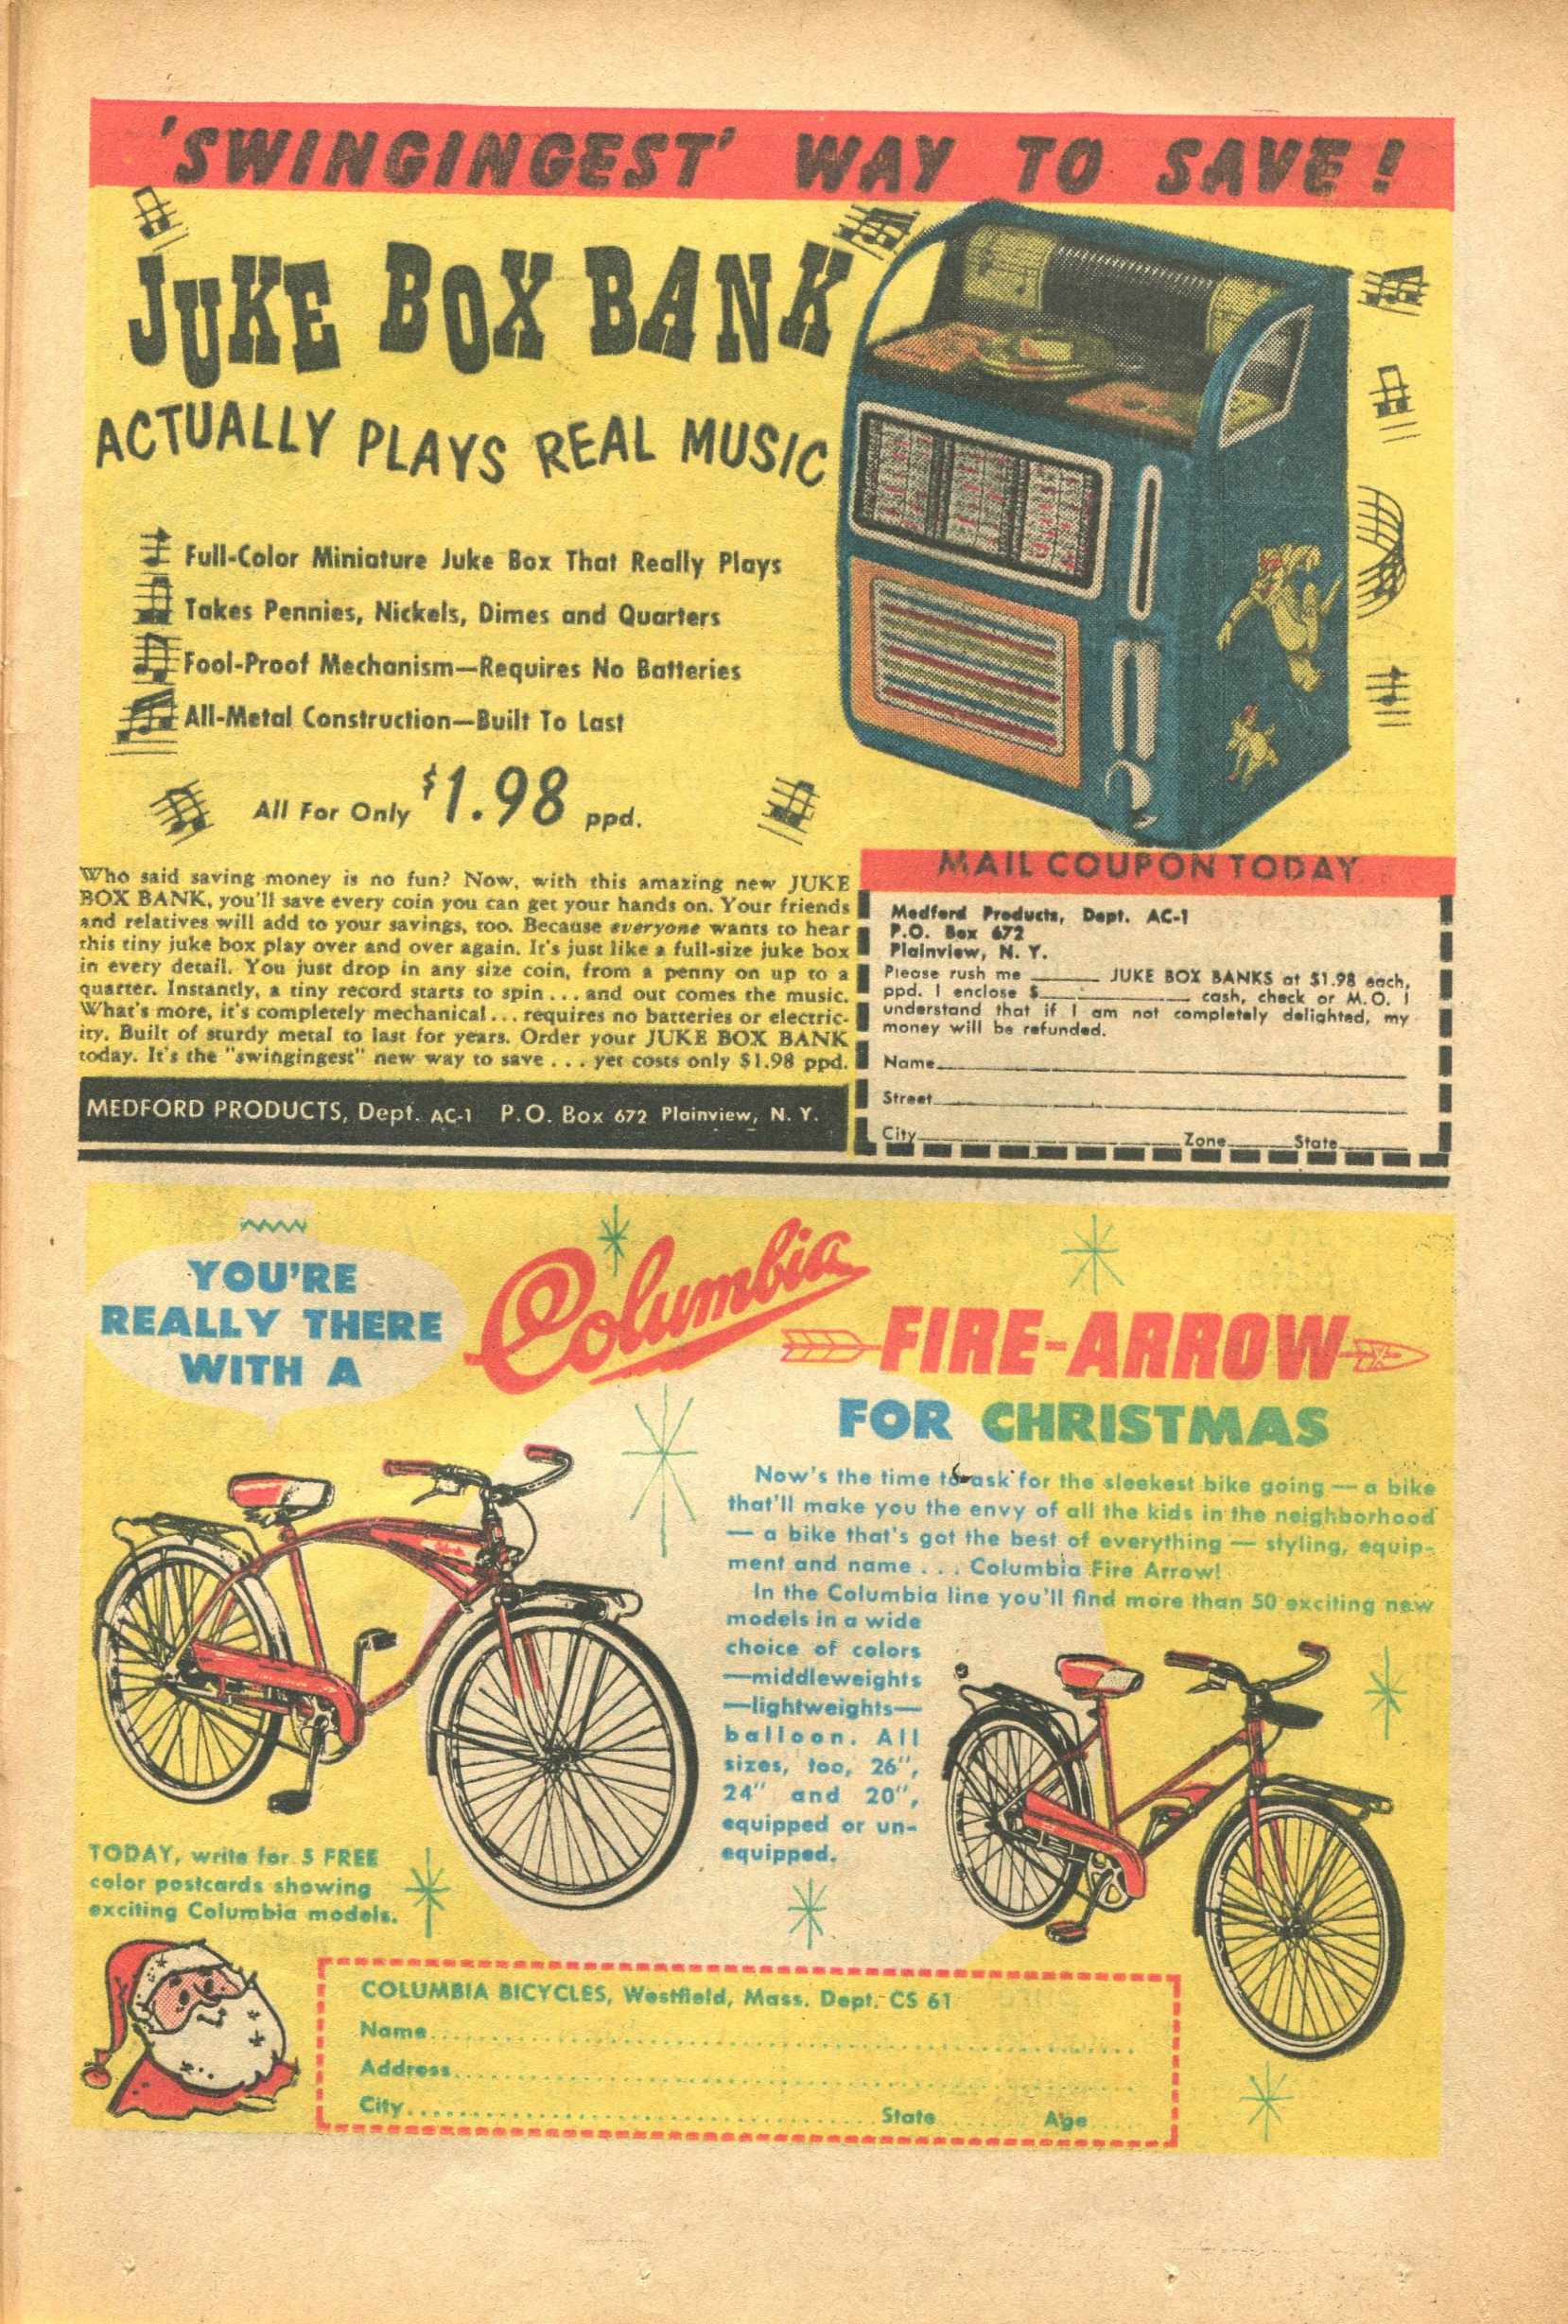 'SWINGINGEST' WAY TO SAVE!
JUKE BOX BANK
ACTUALLY PLAYS REAL MUSIC
Full-Color Miniature Juke Box That Really Plays
Takes Pennies, Nickels, Dimes and Quarters
Fool-Proof Mechanism—Requires No Batteries
All-Metal Construction—Built To Last
All For Only $1.98 ppd.
Who said saving money is no fun? Now, with this amazing new JUKE
BOX BANK, you'll save every coin you can get your hands on. Your friends
and relatives will add to your savings, too. Because everyone wants to hear
this tiny juke box play over and over again. It's just like a full-size juke box
in every detail. You just drop in any size coin, from a penny on up to a
quarter. Instantly, a tiny record starts to spin... and out comes the music.
What's more, it's completely mechanical... requires no batteries or electric-
ity. Built of sturdy metal to last for years. Order your JUKE BOX BANK
today. It's the "swingingest" new way to save . . . yet costs only $1.98 ppd.
MEDFORD PRODUCTS, Dept. AC-1 P.O. Box 672 Plainview, N. Y.
MAIL COUPON TODAY
Medford Products, Dept. AC-1
P.O. Box 672
Plainview, N. Y.
Please rush me ______ JUKE BOX BANKS at $1.98 each,
ppd. I enclose $____________ cash, check or M.O. I
understand that if I am not completely delighted, my
money will be refunded.
Name
Street
City Zone State
YOU'RE
REALLY THERE
WITH A
Columbia
FIRE-ARROW
FOR CHRISTMAS
Now's the time to ask for the sleekest bike going — a bike
that'll make you the envy of all the kids in the neighborhood
— a bike that's got the best of everything — styling, equip-
ment and name . . . Columbia Fire Arrow!
In the Columbia line you'll find more than 50 exciting new
models in a wide
choice of colors
—middleweights
—lightweights—
balloon. All
sizes, too, 26",
24" and 20",
equipped or un-
equipped.
TODAY, write for 5 FREE
color postcards showing
exciting Columbia models.
COLUMBIA BICYCLES, Westfield, Mass. Dept. CS 61
Name
Address
City State Age